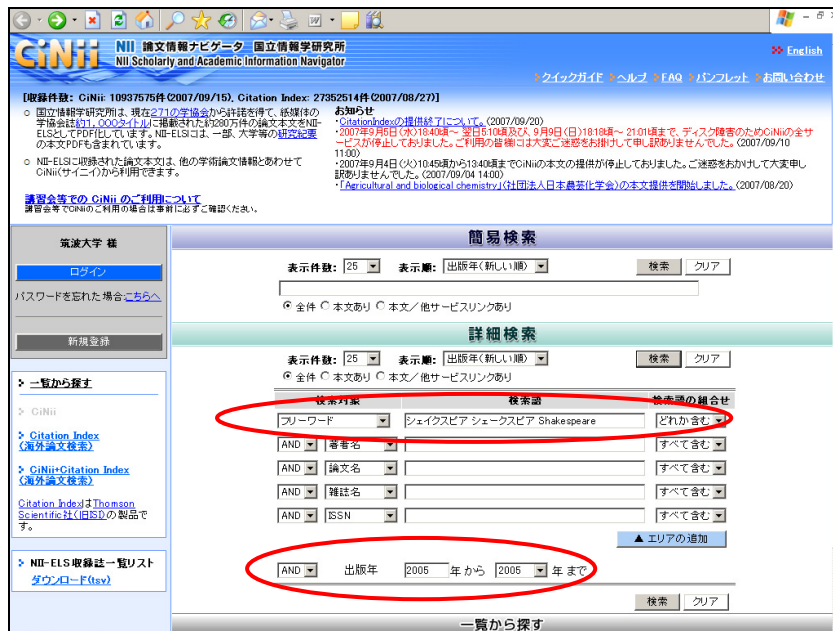 CiNii NII 論文情報ナビゲータ 国立情報学研究所
NII Scholarly and Academic Information Navigator
English
クイックガイド ヘルプ FAQ パンフレット お問い合わせ
【収録件数: CiNii: 10937575件(2007/09/15), Citation Index: 27352514件(2007/08/27)】
国立情報学研究所は、現在271の学協会から許諾を得て、紙媒体の学協会誌約1,000タイトルに掲載された約280万件の論文本文をNII-ELSとしてPDF化しています。NII-ELSには、一部、大学等の研究紀要の本文PDFも含まれています。
NII-ELSに収録された論文本文は、他の学術論文情報とあわせてCiNii(サイニィ)から利用できます。
講習会等での CiNii のご利用について
講習会等でCiNiiのご利用の場合は事前に必ずご確認ください。
お知らせ
・CitationIndexの提供終了について。(2007/09/20)
・2007年9月5日(水)18:40頃～ 翌日5:10頃及び、9月9日(日)18:18頃～ 21:01頃まで、ディスク障害のためCiNiiの全サービスが停止しておりました。ご利用の皆様には大変ご迷惑をお掛けして申し訳ありませんでした。(2007/09/10 11:00)
・2007年9月4日(火)10:45頃から13:40頃までCiNiiの本文の提供が停止しておりました。ご迷惑をおかけして大変申し訳ありませんでした。(2007/09/04 14:00)
・「Agricultural and biological chemistry」(社団法人日本農芸化学会)の本文提供を開始しました。(2007/08/20)
筑波大学 様
ログイン
パスワードを忘れた場合こちらへ
新規登録
一覧から探す
CiNii
Citation Index
(海外論文検索)
CiNii+Citation Index
(海外論文検索)
Citation IndexはThomson
Scientific社(旧ISI)の製品で
す。
NII-ELS収録誌一覧リスト
ダウンロード(tsv)
簡易検索
表示件数: 25 表示順: 出版年(新しい順) 検索 クリア
全件 本文あり 本文/他サービスリンクあり
詳細検索
表示件数: 25 表示順: 出版年(新しい順) 検索 クリア
全件 本文あり 本文/他サービスリンクあり
検索対象 検索語 検索語の組合せ
フリーワード シェイクスピア シェークスピア Shakespeare どれか含む
AND 著者名 すべて含む
AND 論文名 すべて含む
AND 雑誌名 すべて含む
AND ISSN すべて含む
▲ エリアの追加
AND 出版年 2005 年 から 2005 年 まで
検索 クリア
一覧から探す